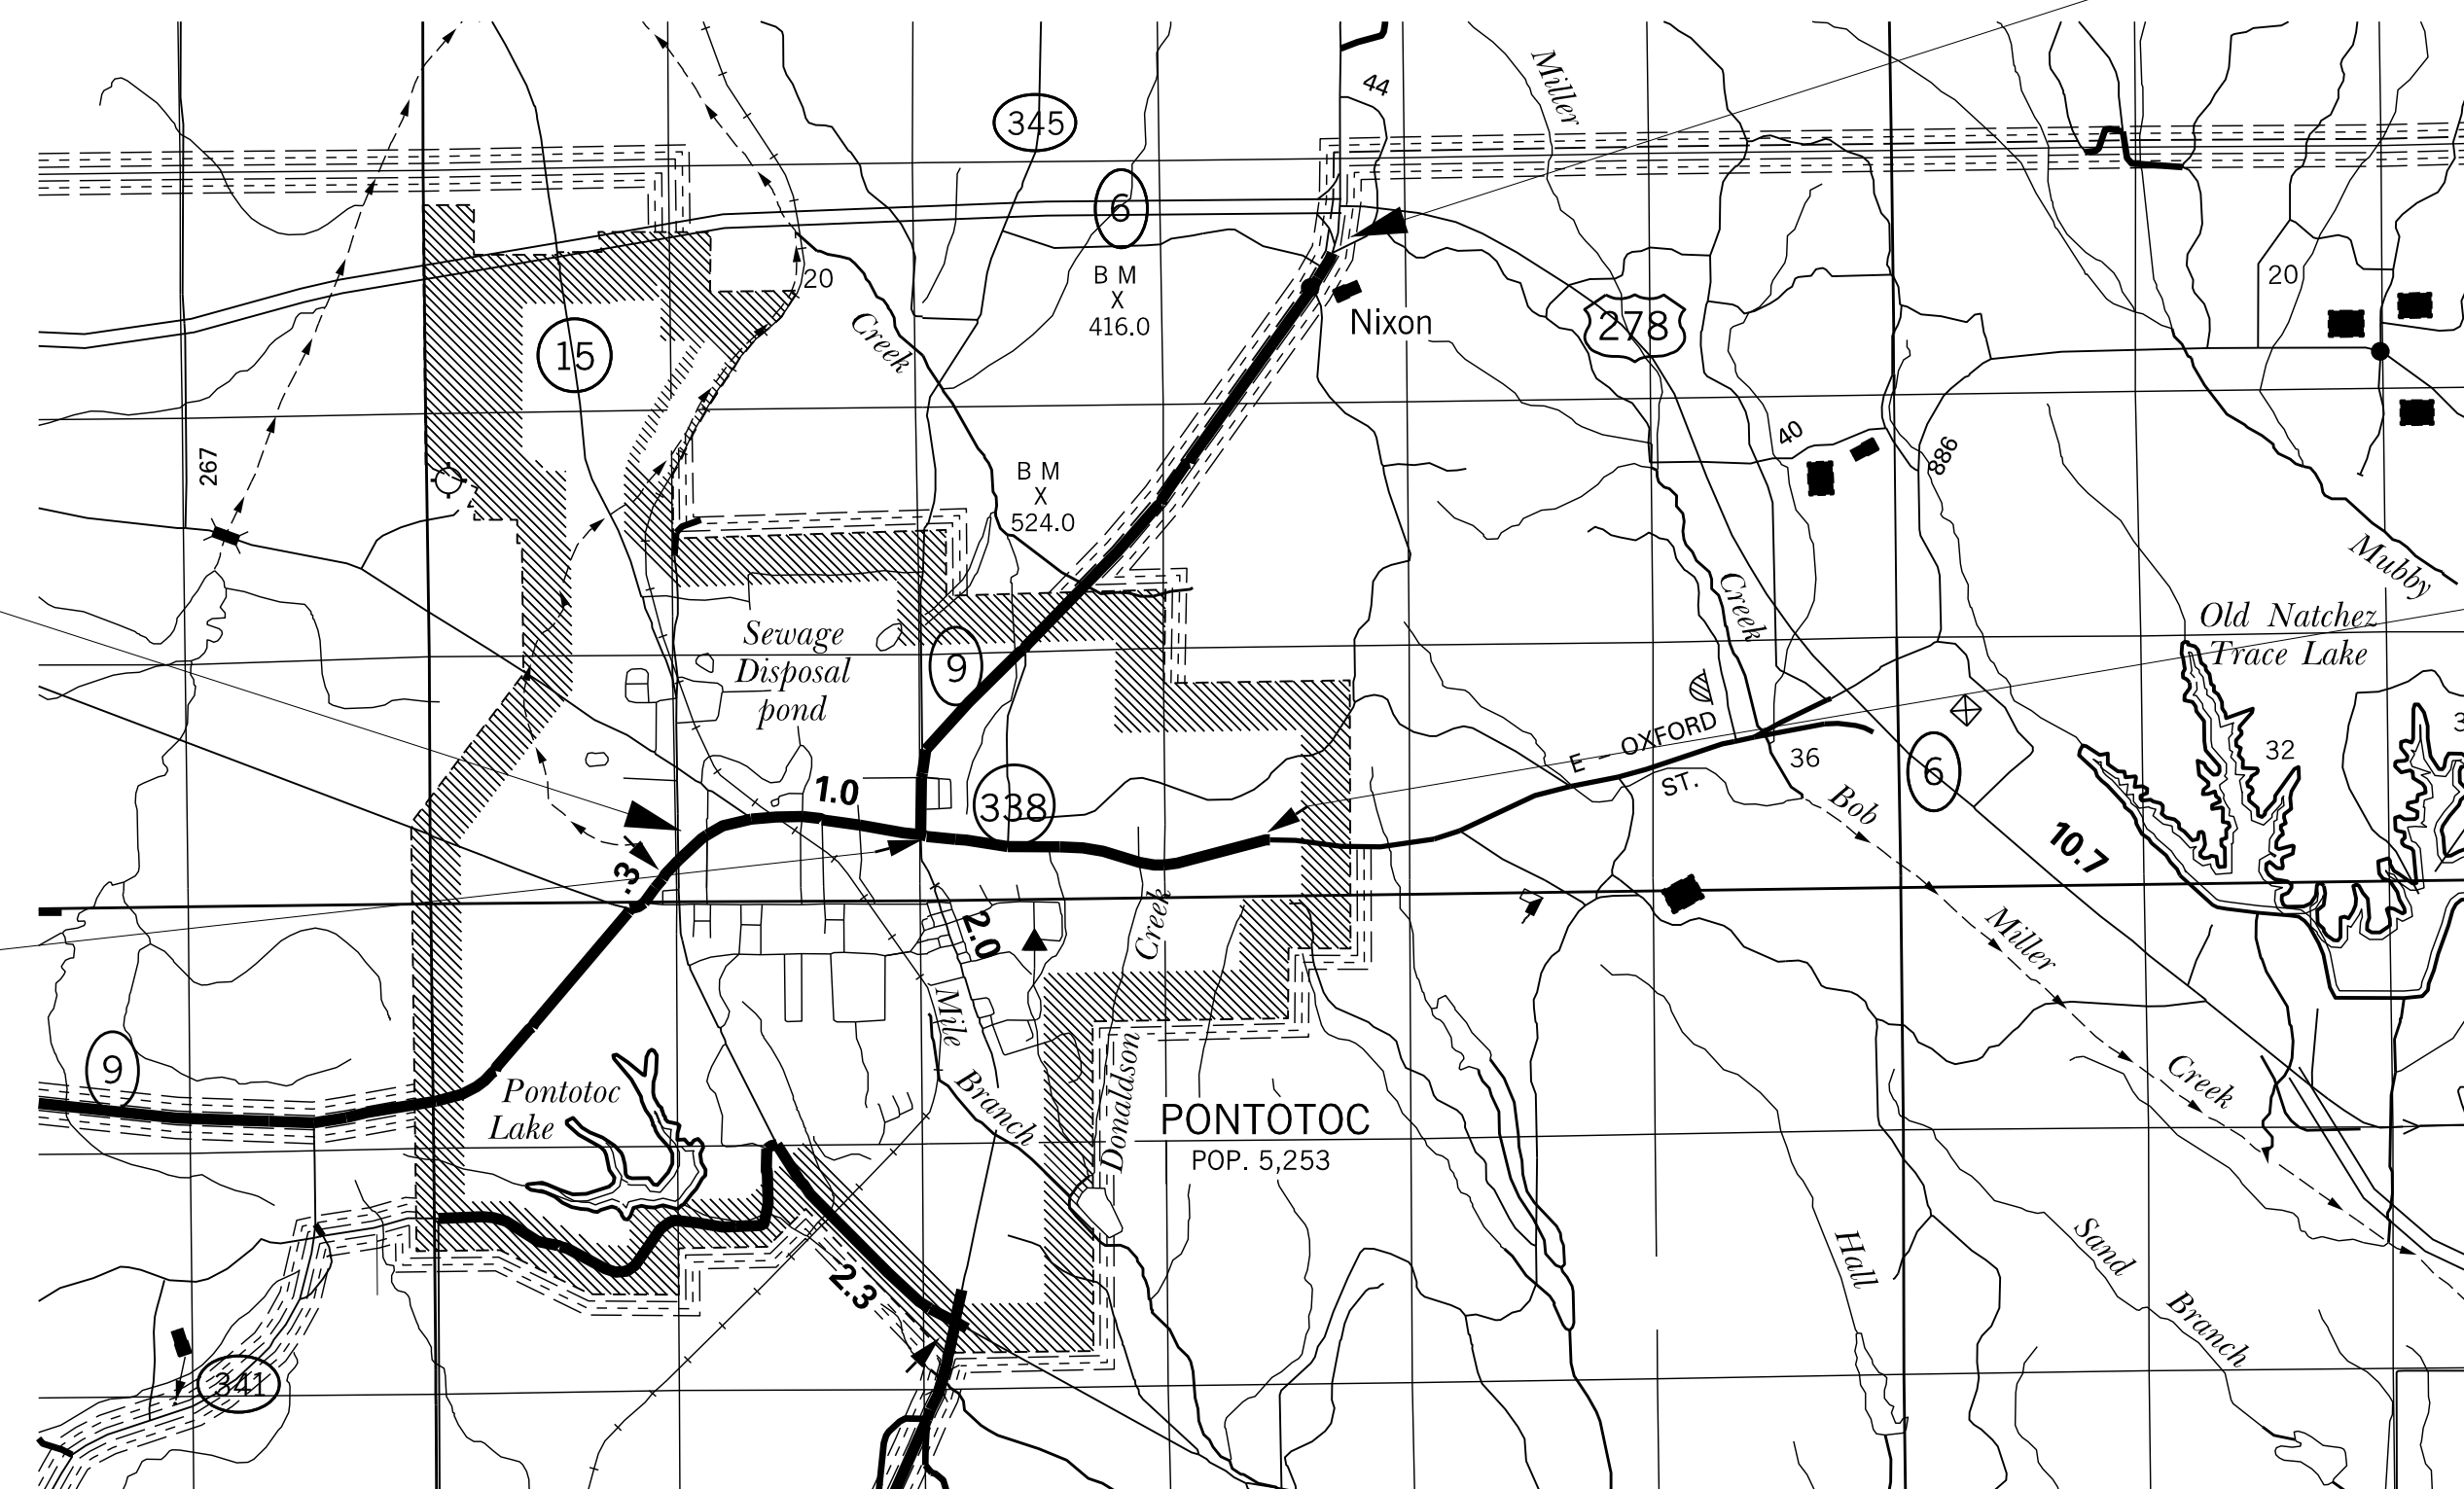 Miller
44
345
6
B M
X
416.0
20
Creek
Nixon
278
15
20
267
40
886
B M
X
524.0
Creek
Mubby
Old Natchez
Trace Lake
Sewage
Disposal
pond
9
E - OXFORD
ST.
36
6
32
3
1.0
338
Bob
10.7
.3
2.0
Creek
Miller
Mile
Branch
Donaldson
9
Pontotoc
Lake
PONTOTOC
POP. 5,253
Creek
Hall
Sand
Branch
2.3
341